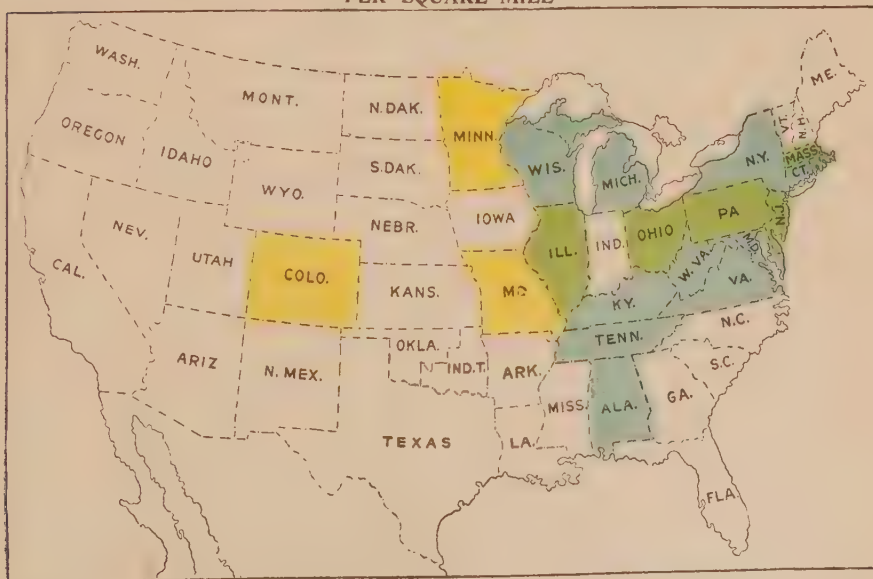 PER SQUARE MILE
WASH.
MONT.
N.DAK.
MINN.
ME.
OREGON
IDAHO
S.DAK.
WIS.
MICH.
N.Y.
VT.
N.H.
MASS.
CT.
WYO.
NEBR.
IOWA
NEV.
UTAH
COLO.
KANS.
MO
ILL.
IND.
OHIO
PA
N.J.
MD.
W. VA.
VA.
CAL.
KY.
ARIZ
N. MEX.
OKLA.
IND.T.
ARK.
TENN.
N.C.
S.C.
MISS.
ALA.
GA.
TEXAS
LA.
FLA.